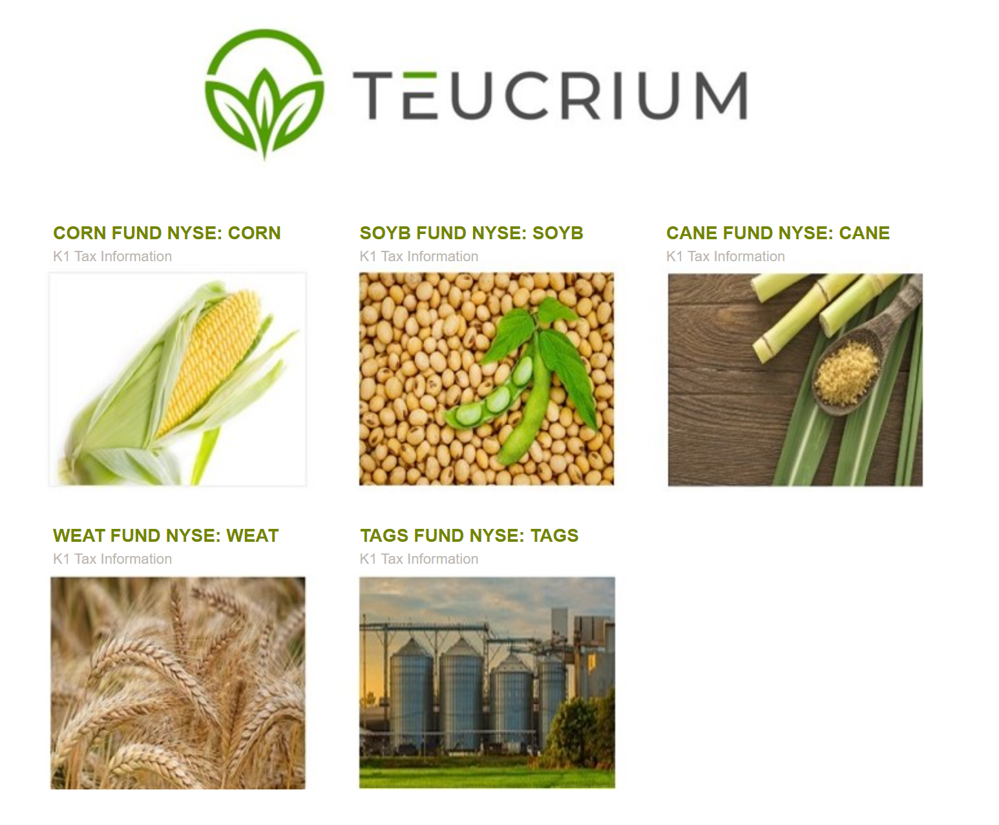 TEUCRIUM
CORN FUND NYSE: CORN
K1 Tax Information
SOYB FUND NYSE: SOYB
K1 Tax Information
CANE FUND NYSE: CANE
K1 Tax Information
WEAT FUND NYSE: WEAT
K1 Tax Information
TAGS FUND NYSE: TAGS
K1 Tax Information